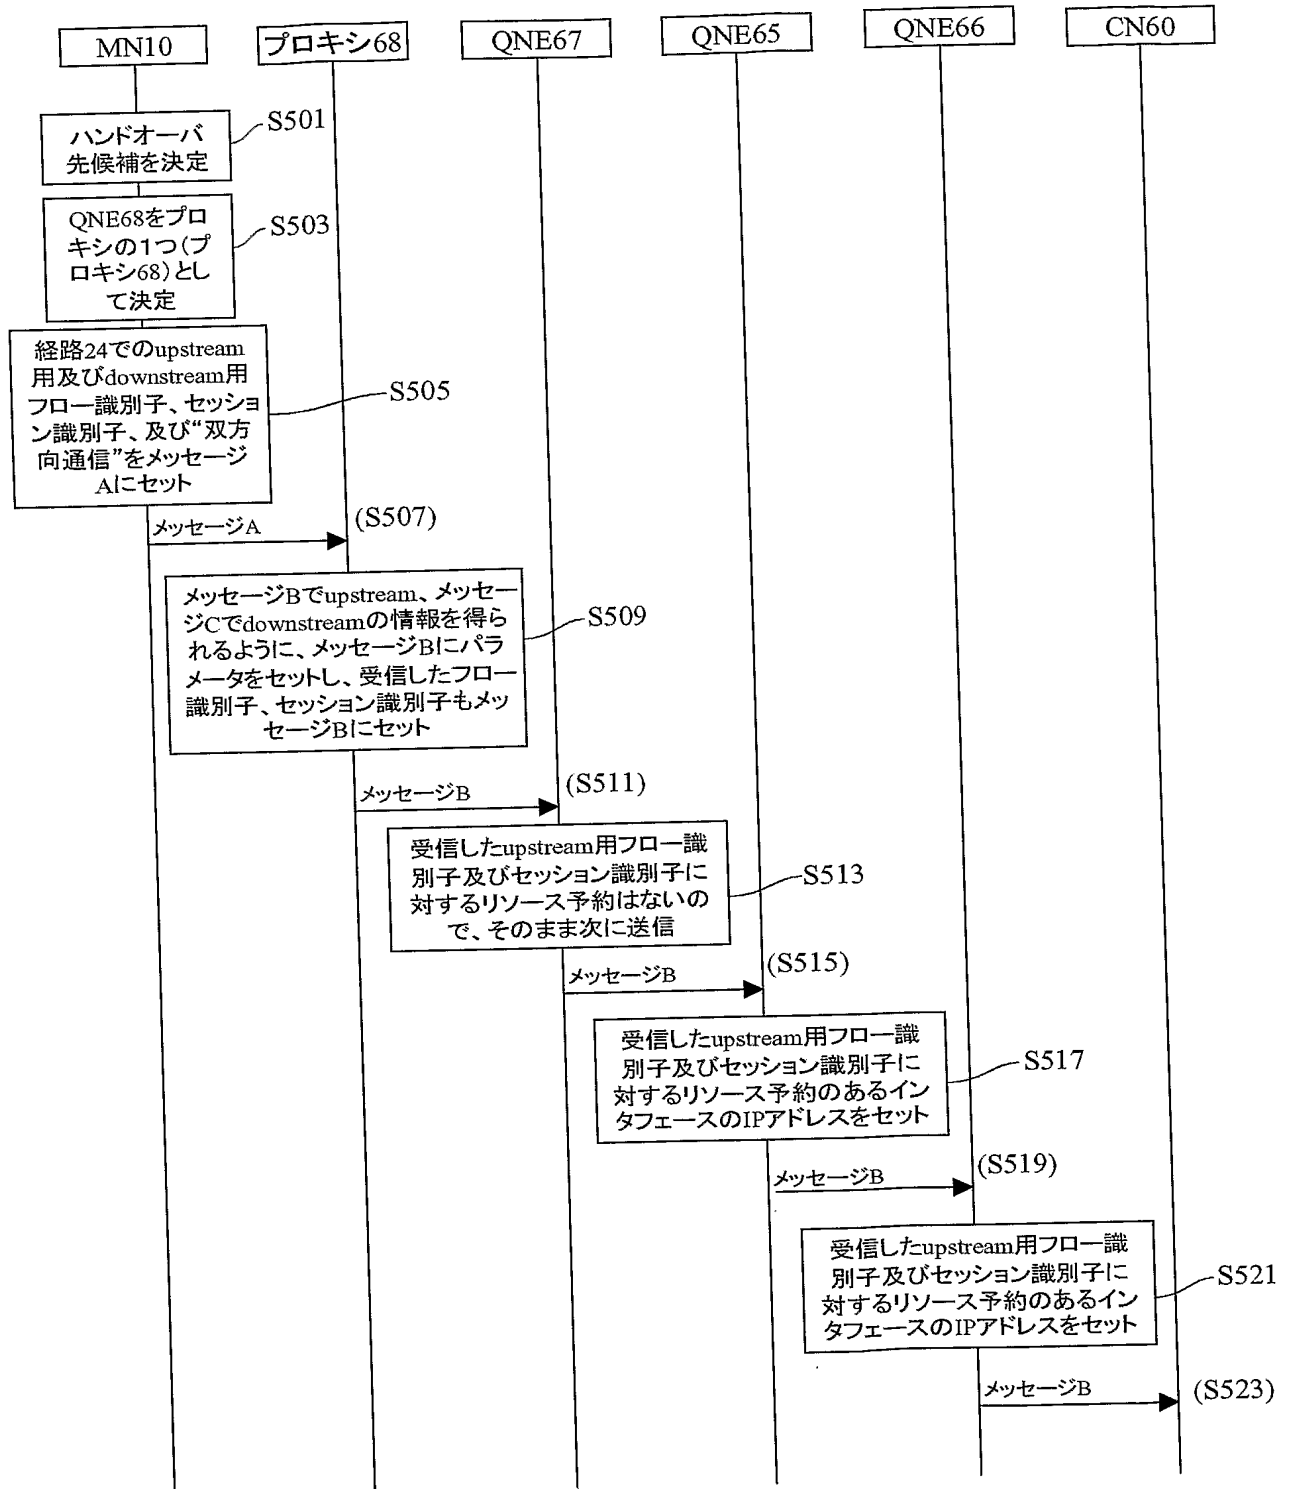 MN10
プロキシ68
QNE67
QNE65
QNE66
CN60
ハンドオーバ
先候補を決定
S501
QNE68をプロ
キシの1つ(プ
ロキシ68)とし
て決定
S503
経路24でのupstream
用及びdownstream用
フロー識別子、セッショ
ン識別子、及び“双方
向通信”をメッセージ
Aにセット
S505
メッセージA
(S507)
メッセージBでupstream、メッセー
ジCでdownstreamの情報を得ら
れるように、メッセージBにパラ
メータをセットし、受信したフロー
識別子、セッション識別子もメッ
セージBにセット
S509
メッセージB
(S511)
受信したupstream用フロー識
別子及びセッション識別子に
対するリソース予約はないの
で、そのまま次に送信
S513
メッセージB
(S515)
受信したupstream用フロー識
別子及びセッション識別子に
対するリソース予約のあるイン
タフェースのIPアドレスをセット
S517
メッセージB
(S519)
受信したupstream用フロー識
別子及びセッション識別子に
対するリソース予約のあるイン
タフェースのIPアドレスをセット
S521
メッセージB
(S523)